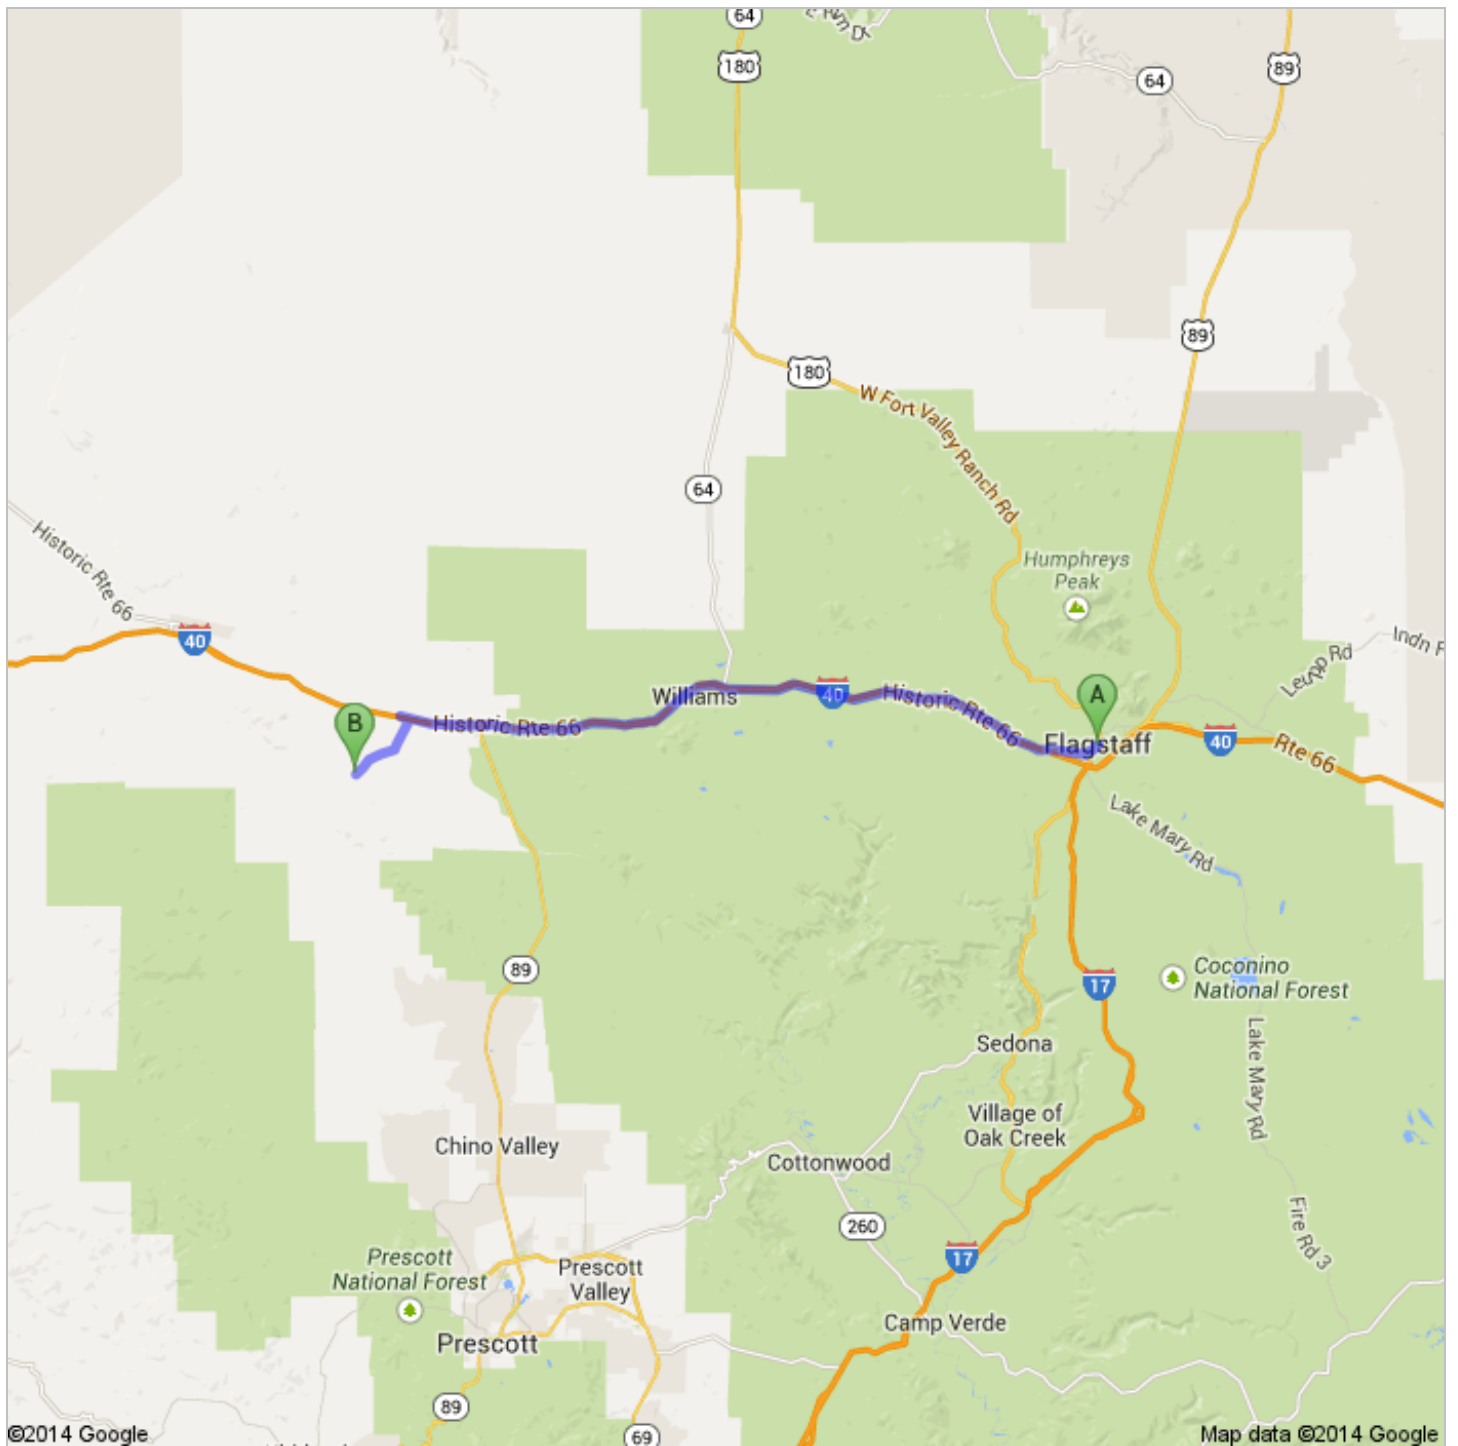 64
180
64
89
89
180
W Fort Valley Ranch Rd
64
Historic Rte 66
Humphreys
Peak
40
Indn
Leupp Rd
Williams
40
Historic Rte 66
A
B
Historic Rte 66
Flagstaff
40
Rte 66
Lake Mary Rd
89
17
Coconino
National Forest
Sedona
Lake Mary Rd
Village of
Oak Creek
Chino Valley
Cottonwood
260
Fire Rd 3
17
Prescott
National Forest
Prescott
Valley
Camp Verde
Prescott
89
69
©2014 Google
Map data ©2014 Google